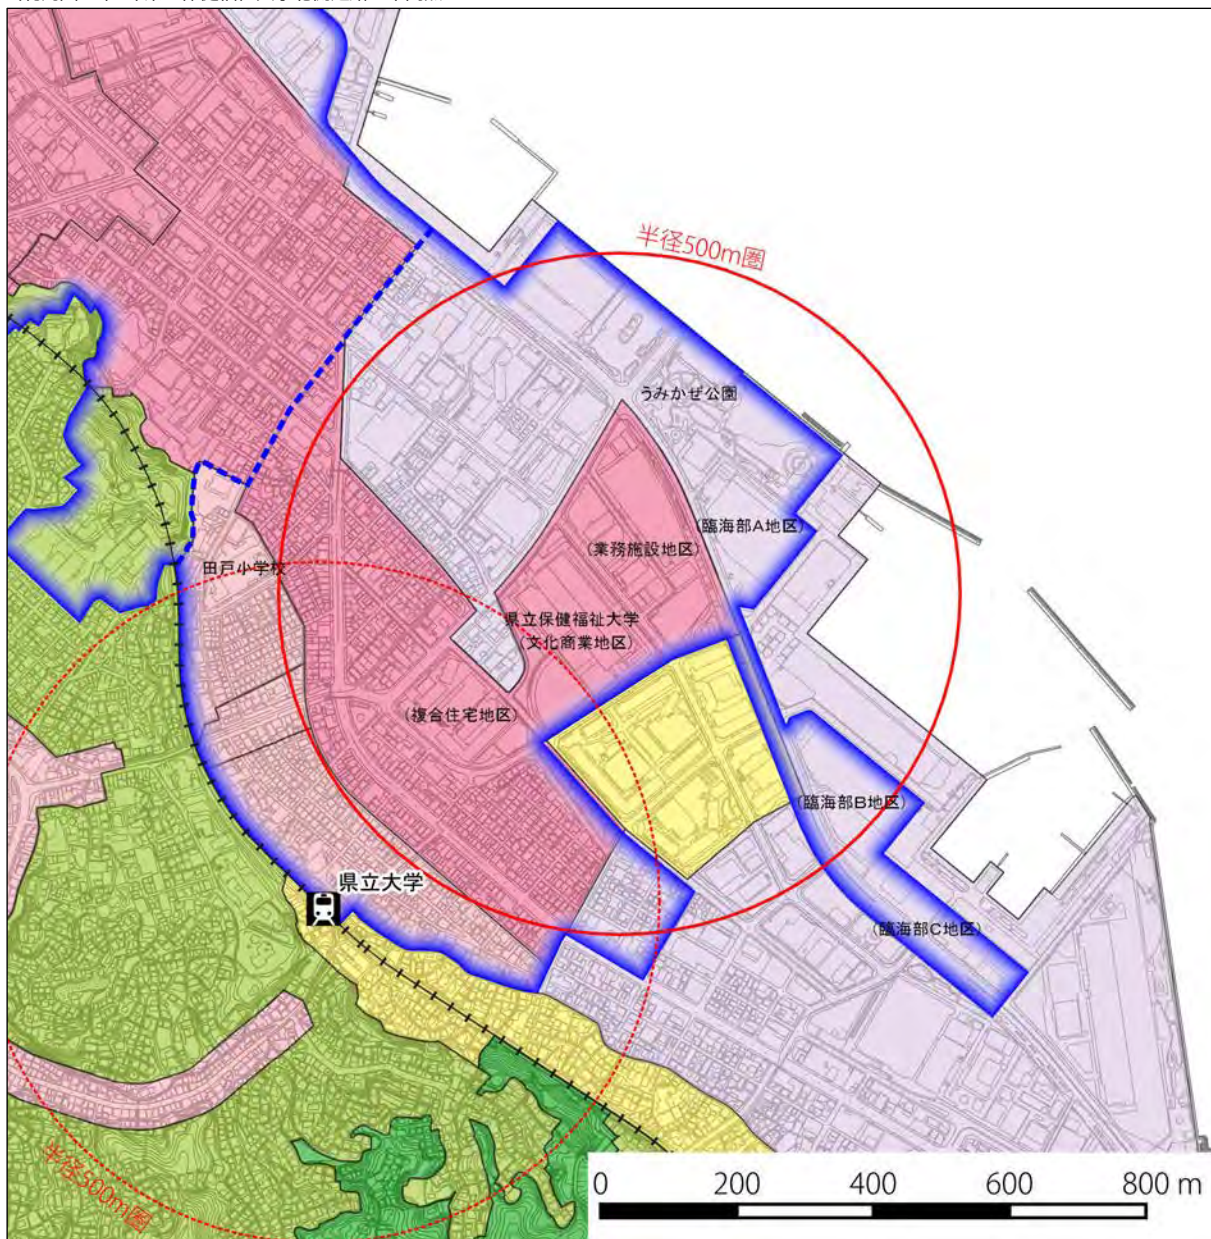 半径500m圏
うみかぜ公園
(臨海部A地区)
(業務施設地区)
田戸小学校
県立保健福祉大学
(文化商業地区)
(複合住宅地区)
(臨海部B地区)
県立大学
(臨海部C地区)
半径500m圏
0 200 400 600 800 m